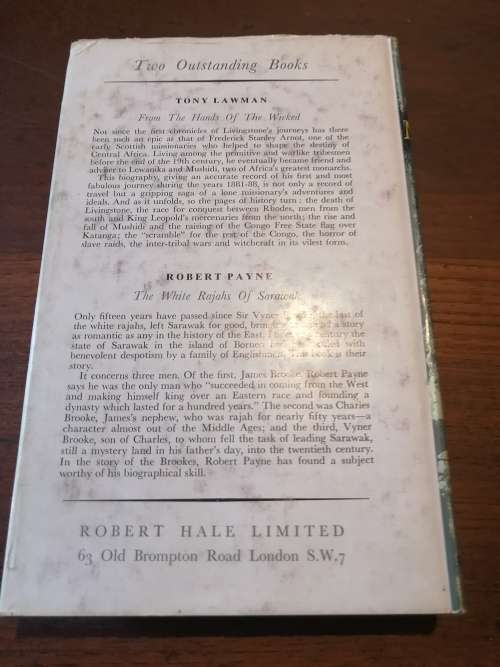 Two Outstanding Books
TONY LAWMAN
From The Hands Of The Wicked
Not since the first chronicles of Livingstone's journeys has there
been such an epic as that of Frederick Stanley Arnot, one of the
early Scottish missionaries who helped to shape the destiny of
Central Africa. Living among the primitive and warlike tribesmen
before the end of the 19th century, he eventually became friend and
adviser to Lewanika and Mushidi, two of Africa's greatest monarchs.
This biography, giving an accurate record of his first and most
fabulous journey during the years 1881-88, is not only a record of
travel but a gripping saga of a lone missionary's adventures and
ideals. And as it unfolds, so the pages of history turn : the death of
Livingstone, the race for conquest between Rhodes, men from the
south and King Leopold's mercenaries from the north; the rise and
fall of Mushidi and the raising of the Congo Free State flag over
Katanga; the "scramble" for the rest of the Congo, the horror of
slave raids, the inter-tribal wars and witchcraft in its vilest form.
ROBERT PAYNE
The White Rajahs Of Sarawak
Only fifteen years have passed since Sir Vyner the last of
the white rajahs, left Sarawak for good, a story
as romantic as any in the history of the East. the
state of Sarawak in the island of Borneo with
benevolent despotism by a family of Englishmen. This book is their
story.
It concerns three men. Of the first, James Brooke, Robert Payne
says he was the only man who "succeeded in coming from the West
and making himself king over an Eastern race and founding a
dynasty which lasted for a hundred years." The second was Charles
Brooke, James's nephew, who was rajah for nearly fifty years—a
character almost out of the Middle Ages; and the third, Vyner
Brooke, son of Charles, to whom fell the task of leading Sarawak,
still a mystery land in his father's day, into the twentieth century.
In the story of the Brookes, Robert Payne has found a subject
worthy of his biographical skill.
ROBERT HALE LIMITED
63 Old Brompton Road London S.W.7